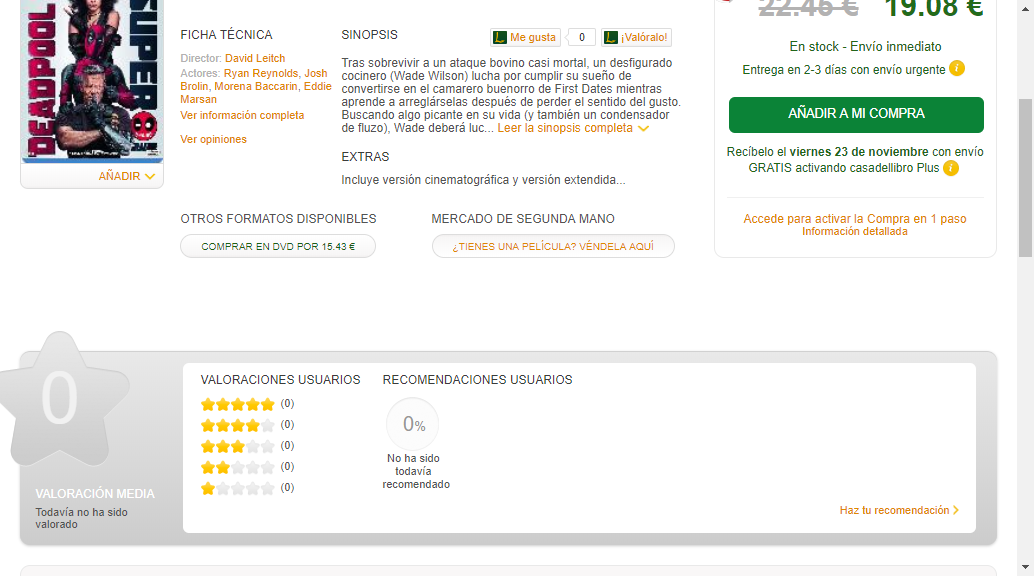 DEADPOOL
SUPER
AÑADIR
FICHA TÉCNICA
Director: David Leitch
Actores: Ryan Reynolds, Josh
Brolin, Morena Baccarin, Eddie
Marsan
Ver información completa
Ver opiniones
SINOPSIS
Me gusta
0
¡Valóralo!
Tras sobrevivir a un ataque bovino casi mortal, un desfigurado
cocinero (Wade Wilson) lucha por cumplir su sueño de
convertirse en el camarero buenorro de First Dates mientras
aprende a arreglárselas después de perder el sentido del gusto.
Buscando algo picante en su vida (y también un condensador
de fluzo), Wade deberá luc... Leer la sinopsis completa
EXTRAS
Incluye versión cinematográfica y versión extendida...
OTROS FORMATOS DISPONIBLES
COMPRAR EN DVD POR 15.43 €
MERCADO DE SEGUNDA MANO
¿TIENES UNA PELÍCULA? VÉNDELA AQUÍ
22.45 € 19.08 €
En stock - Envío inmediato
Entrega en 2-3 días con envío urgente i
AÑADIR A MI COMPRA
Recíbelo el viernes 23 de noviembre con envío
GRATIS activando casadellibro Plus i
Accede para activar la Compra en 1 paso
Información detallada
0
VALORACIÓN MEDIA
Todavía no ha sido
valorado
VALORACIONES USUARIOS
(0)
(0)
(0)
(0)
(0)
RECOMENDACIONES USUARIOS
0%
No ha sido
todavía
recomendado
Haz tu recomendación